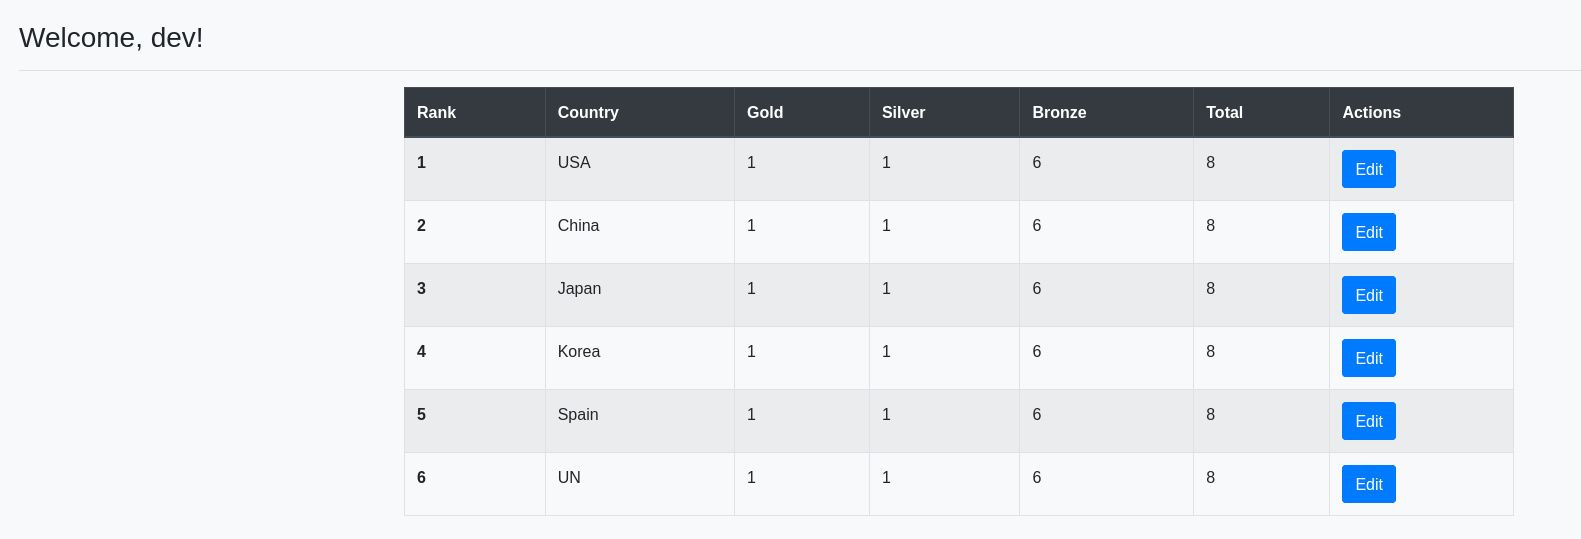 Welcome, dev!
Rank Country Gold Silver Bronze Total Actions
1 USA 1 1 6 8 Edit
2 China 1 1 6 8 Edit
3 Japan 1 1 6 8 Edit
4 Korea 1 1 6 8 Edit
5 Spain 1 1 6 8 Edit
6 UN 1 1 6 8 Edit